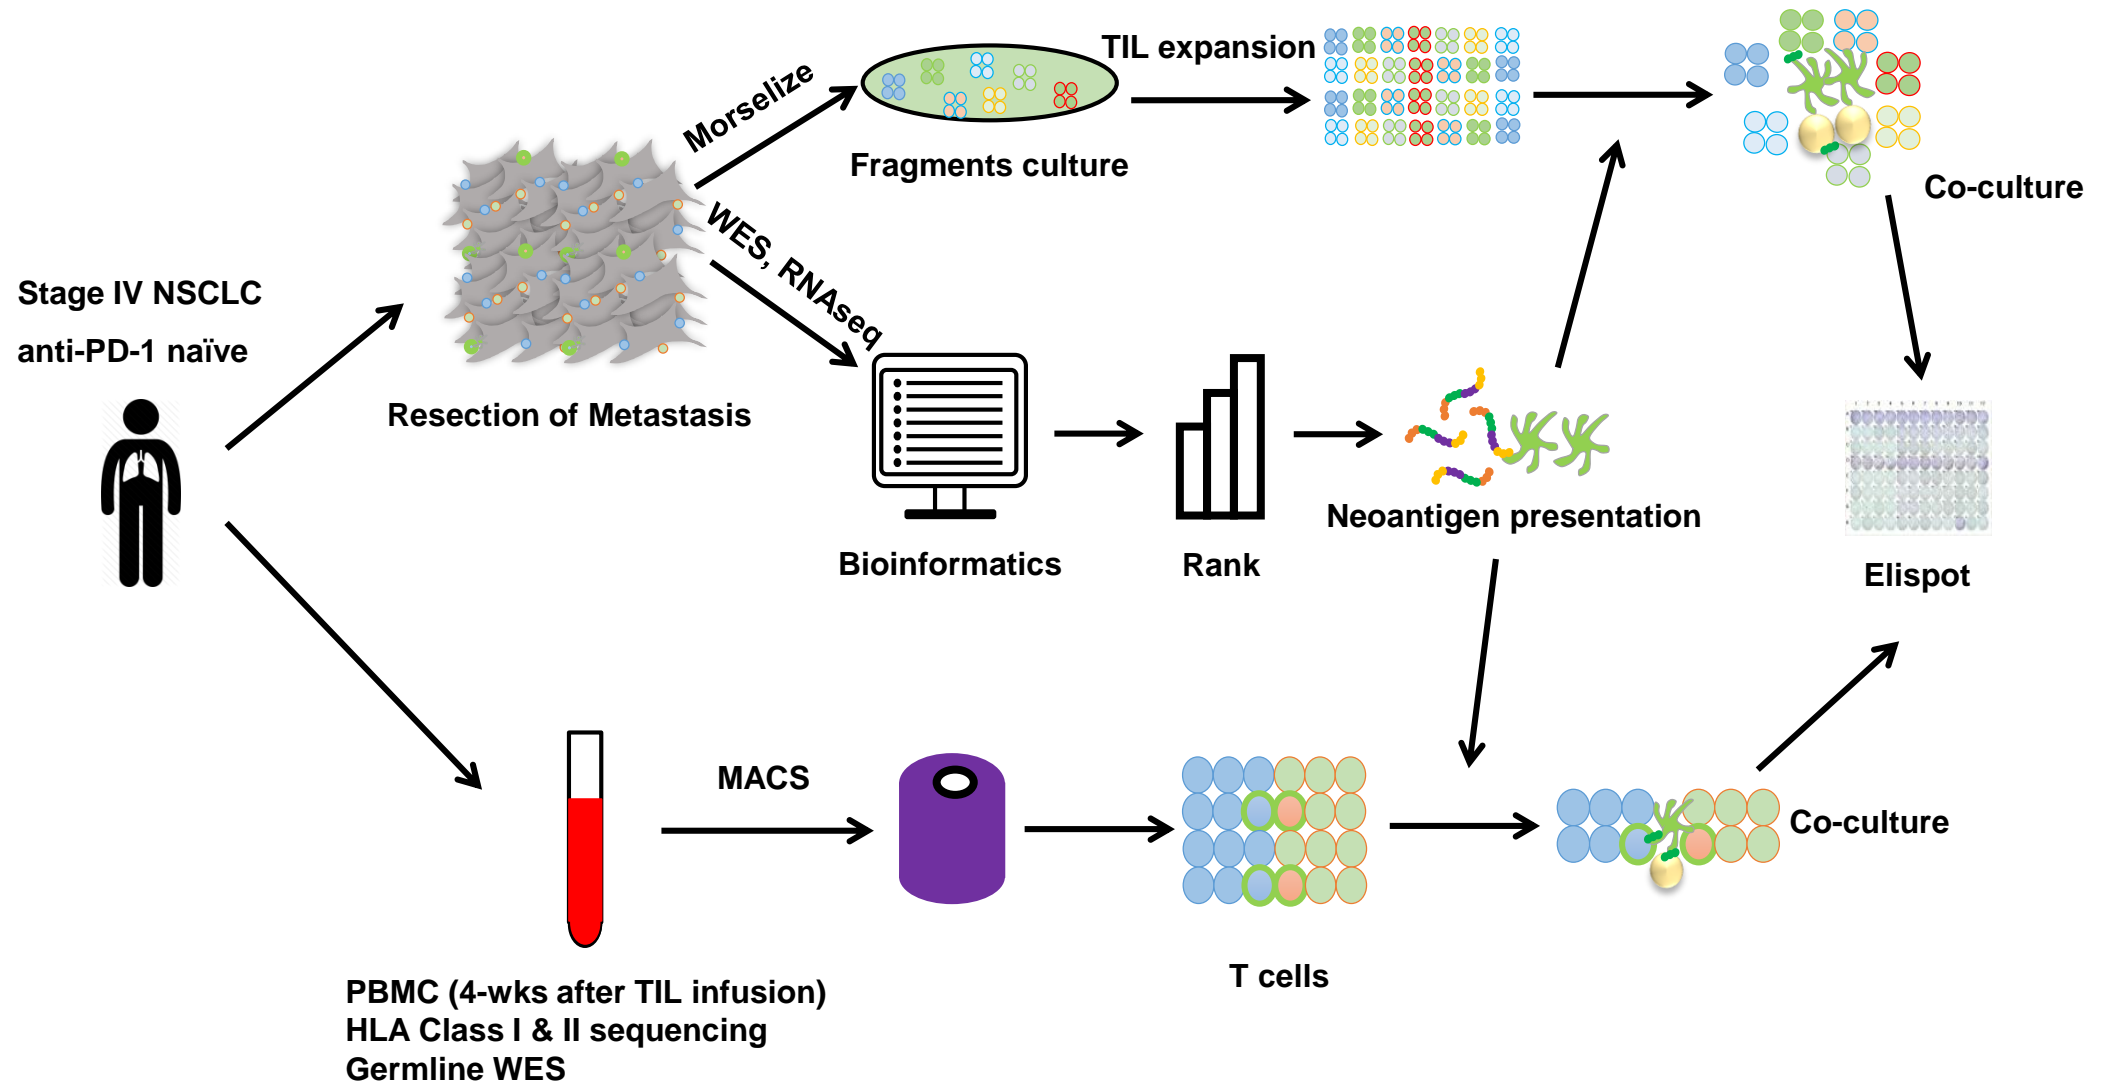 Stage IV NSCLC
anti-PD-1 naïve
Resection of Metastasis
Morselize
WES, RNAseq
Fragments culture
TIL expansion
Co-culture
Bioinformatics
Rank
Neoantigen presentation
Elispot
MACS
T cells
Co-culture
PBMC (4-wks after TIL infusion)
HLA Class I & II sequencing
Germline WES